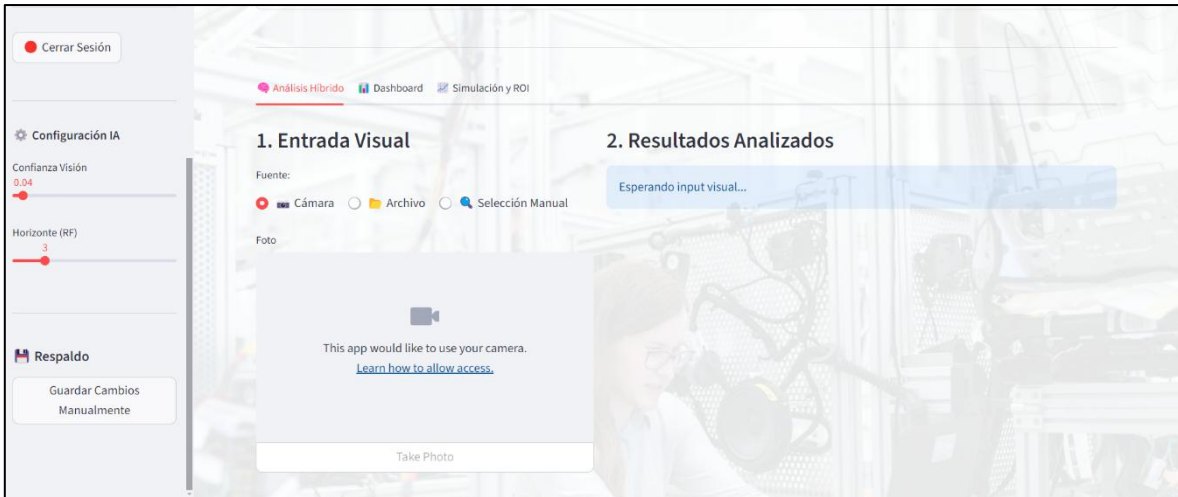 Cerrar Sesión
Configuración IA
Confianza Visión
0.04
Horizonte (RF)
3
Respaldo
Guardar Cambios
Manualmente
Análisis Híbrido Dashboard Simulación y ROI
1. Entrada Visual
Fuente:
Cámara Archivo Selección Manual
Foto
This app would like to use your camera.
Learn how to allow access.
Take Photo
2. Resultados Analizados
Esperando input visual...